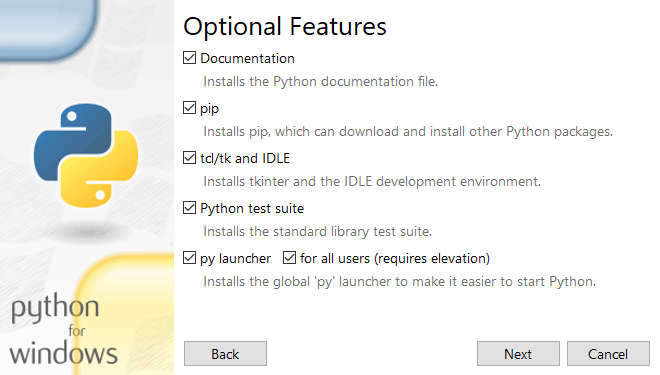 Optional Features
Documentation
Installs the Python documentation file.
pip
Installs pip, which can download and install other Python packages.
tcl/tk and IDLE
Installs tkinter and the IDLE development environment.
Python test suite
Installs the standard library test suite.
py launcher for all users (requires elevation)
Installs the global 'py' launcher to make it easier to start Python.
python
for
windows
Back Next Cancel